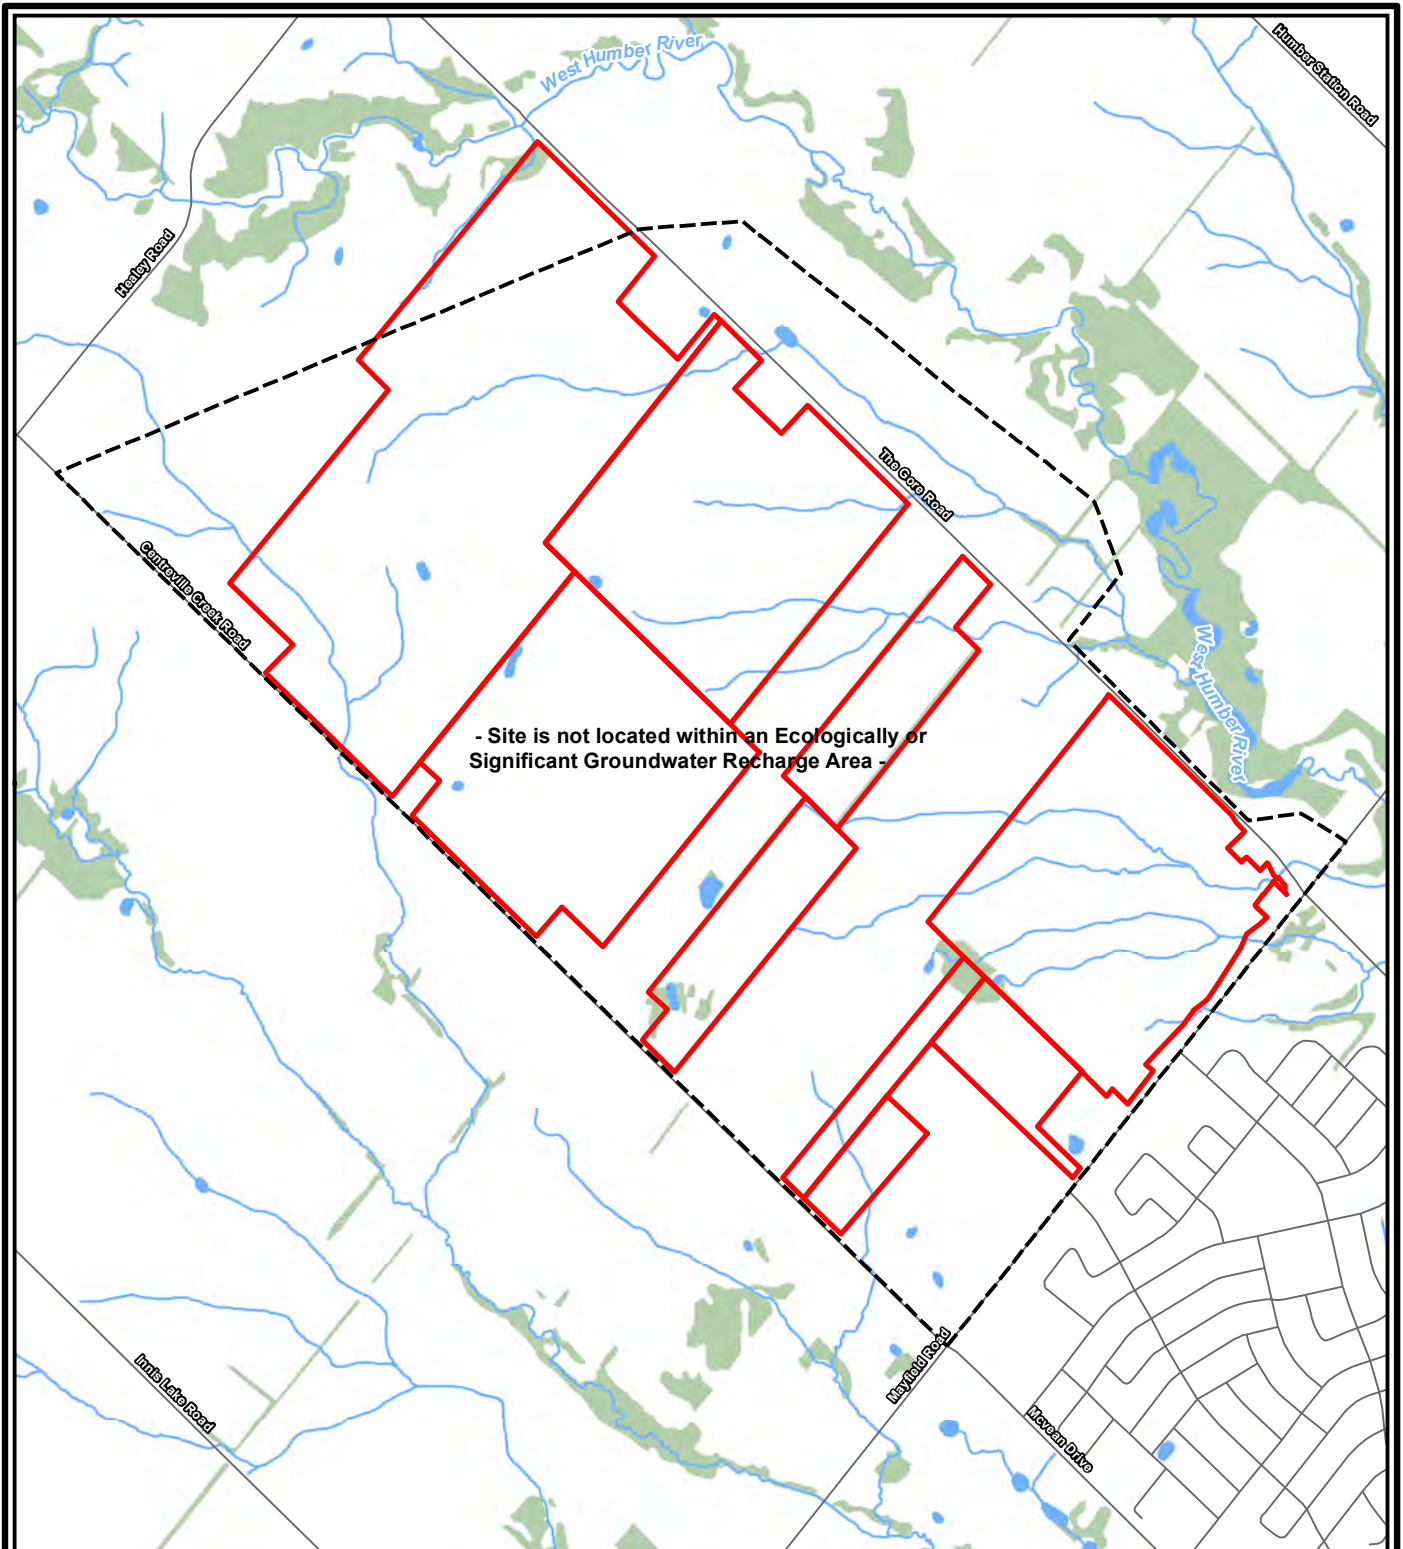 Humber Station Road
West Humber River
Healey Road
The Gore Road
Centreville Creek Road
West Humber River
- Site is not located within an Ecologically or
Significant Groundwater Recharge Area -
Mayfield Road
Innis Lake Road
Mcvean Drive